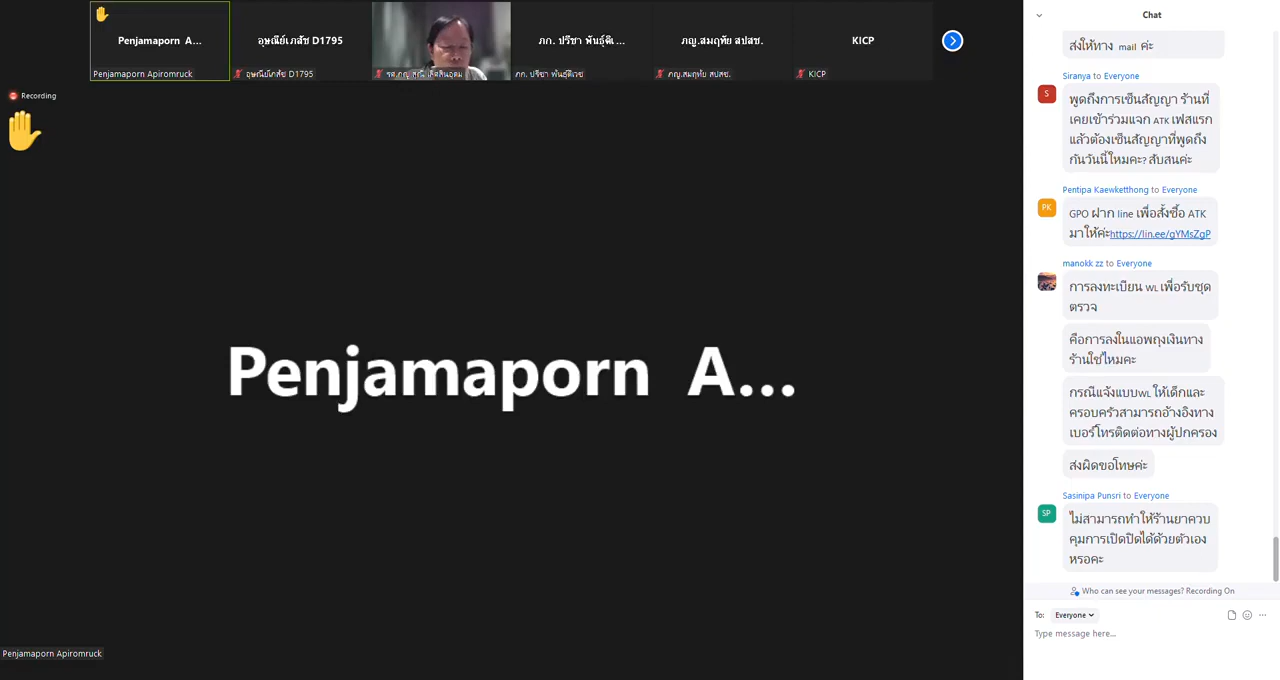 Penjamaporn A...
Penjamaporn Apiromruck
อุษณีย์เภสัช D1795
อุษณีย์เภสัช D1795
รศ.ภญ.สุณี เลิศสินอุดม
ภก. ปรีชา พันธุ์ติเ...
ภก. ปรีชา พันธุ์ติเวช
ภญ.สมฤทัย สปสช.
ภญ.สมฤทัย สปสช.
KICP
KICP
Recording
Penjamaporn A...
Penjamaporn Apiromruck
Chat
ส่งให้ทาง mail ค่ะ
Siranya to Everyone
S
พูดถึงการเซ็นสัญญา ร้านที่
เคยเข้าร่วมแจก ATK เฟสแรก
แล้วต้องเซ็นสัญญาที่พูดถึง
กันวันนี้ไหมคะ? สับสนค่ะ
Pentipa Kaewketthong to Everyone
PK
GPO ฝาก line เพื่อสั่งซื้อ ATK
มาให้ค่ะhttps://lin.ee/gYMsZgP
manokk zz to Everyone
การลงทะเบียน WL เพื่อรับชุด
ตรวจ
คือการลงในแอพถุงเงินทาง
ร้านใช่ไหมคะ
กรณีแจ้งแบบWL ให้เด็กและ
ครอบครัวสามารถอ้างอิงทาง
เบอร์โทรติดต่อทางผู้ปกครอง
ส่งผิดขอโทษค่ะ
Sasinipa Punsri to Everyone
SP
ไม่สามารถทำให้ร้านยาควบ
คุมการเปิดปิดได้ด้วยตัวเอง
หรอคะ
Who can see your messages? Recording On
To: Everyone
Type message here...